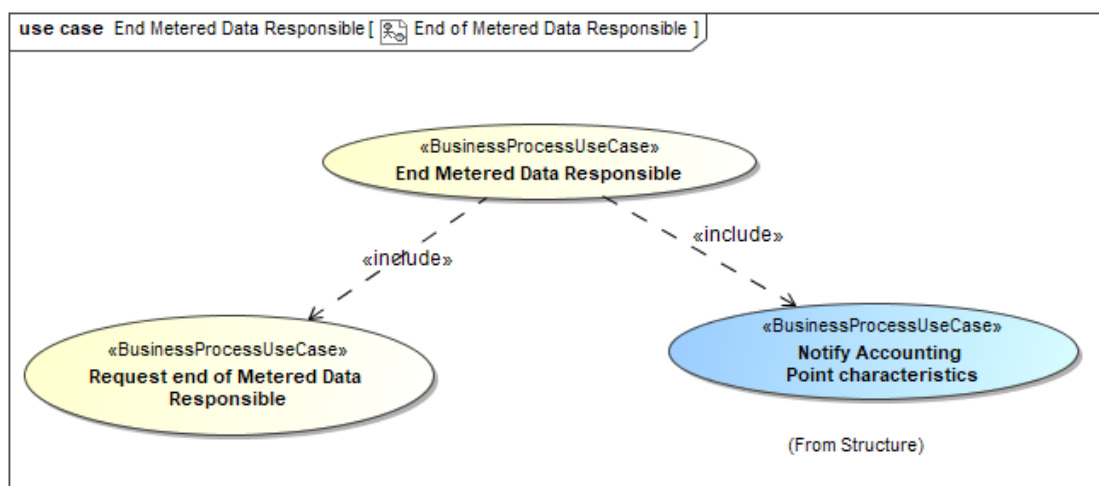 use case End Metered Data Responsible [ End of Metered Data Responsible ]
«BusinessProcessUseCase»
End Metered Data Responsible
«include»
«include»
«BusinessProcessUseCase»
Request end of Metered Data
Responsible
«BusinessProcessUseCase»
Notify Accounting
Point characteristics
(From Structure)